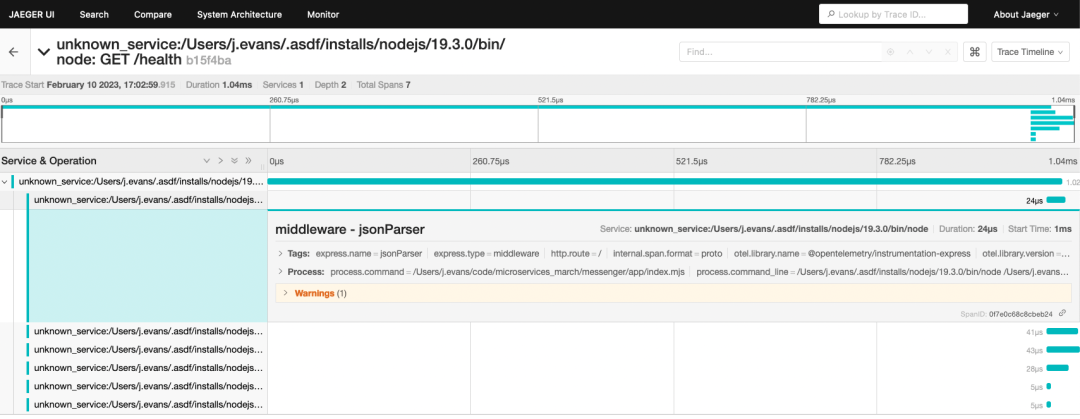 JAEGER UI Search Compare System Architecture Monitor Lookup by Trace ID... About Jaeger
unknown_service:/Users/j.evans/.asdf/installs/nodejs/19.3.0/bin/
node: GET /health b15f4ba
Find...
⌘
Trace Timeline
Trace Start February 10 2023, 17:02:59.915 Duration 1.04ms Services 1 Depth 2 Total Spans 7
0μs 260.75μs 521.5μs 782.25μs 1.04ms
Service & Operation 0μs 260.75μs 521.5μs 782.25μs 1.04ms
unknown_service:/Users/j.evans/.asdf/installs/nodejs/19.... 1.02
unknown_service:/Users/j.evans/.asdf/installs/nodejs... 24μs
middleware - jsonParser Service: unknown_service:/Users/j.evans/.asdf/installs/nodejs/19.3.0/bin/node Duration: 24μs Start Time: 1ms
Tags: express.name = jsonParser express.type = middleware http.route = / internal.span.format = proto otel.library.name = @opentelemetry/instrumentation-express otel.library.version =...
Process: process.command = /Users/j.evans/code/microservices_march/messenger/app/index.mjs process.command_line = /Users/j.evans/.asdf/installs/nodejs/19.3.0/bin/node /Users/j.evans...
Warnings (1)
SpanID: 0f7e0c68c8cbeb24
unknown_service:/Users/j.evans/.asdf/installs/nodejs... 41μs
unknown_service:/Users/j.evans/.asdf/installs/nodejs... 43μs
unknown_service:/Users/j.evans/.asdf/installs/nodejs... 28μs
unknown_service:/Users/j.evans/.asdf/installs/nodejs... 5μs
unknown_service:/Users/j.evans/.asdf/installs/nodejs... 5μs